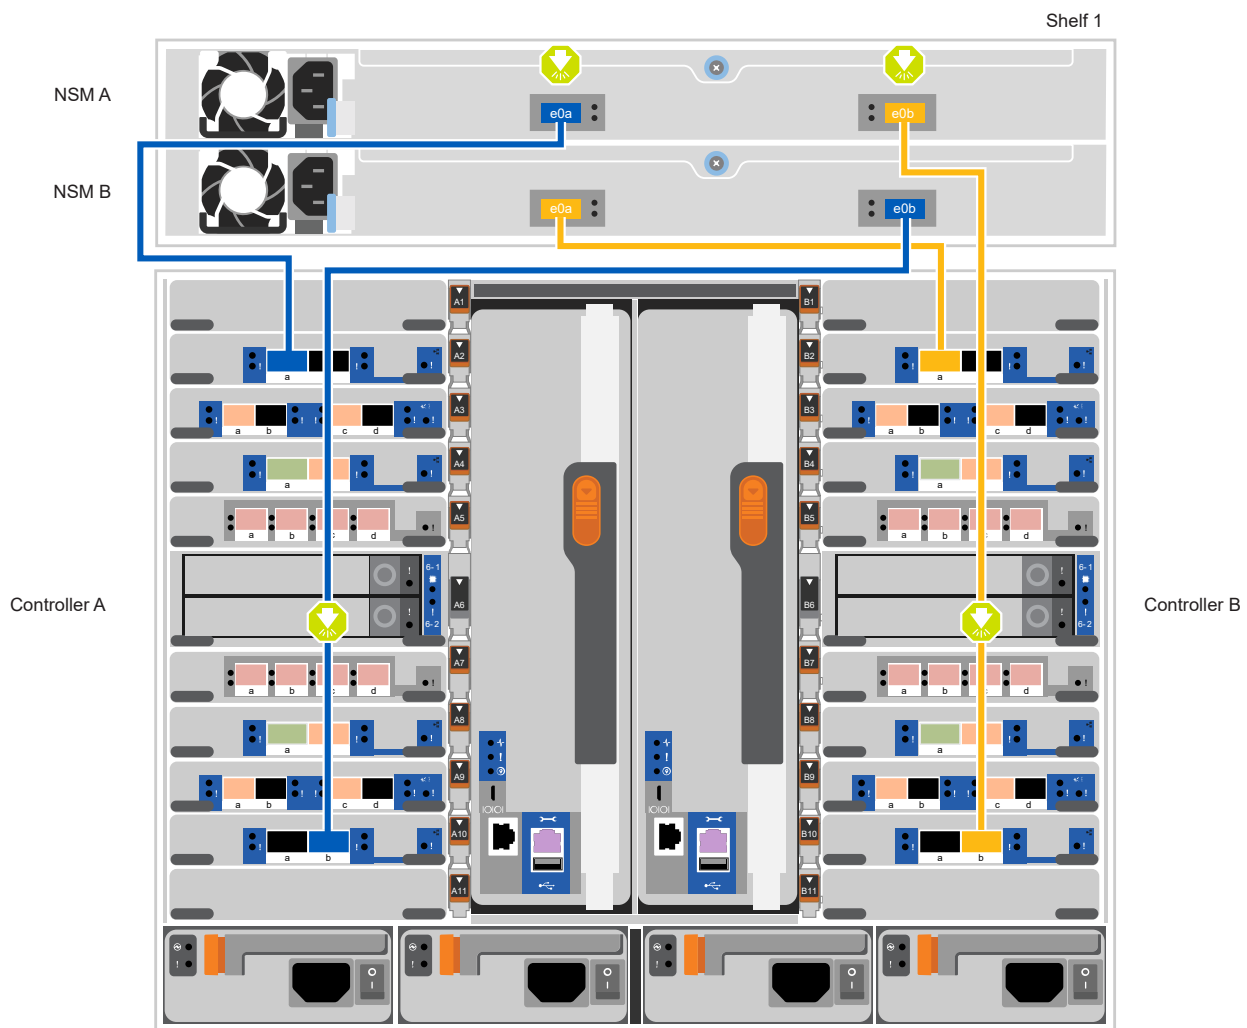 Shelf 1
NSM A
e0a e0b
NSM B
e0a e0b
A1 B1
A2 B2
! a ! ! ! a ! !
A3 B3
! a b ! ! c d ! ! ! a b ! ! c d ! !
A4 B4
! a ! ! ! a ! !
A5 B5
a b c d ! a b c d !
Controller A
Controller B
! 6-1 ! 6-1
A6 B6
! ! 6-2 ! ! 6-2
A7 B7
a b c d ! a b c d !
A8 B8
! a ! ! ! a ! !
! !
A9 B9
! a b ! ! c d ! ! ! a b ! ! c d ! !
IOIOI IOIOI
A10 B10
! a b ! ! ! a b ! !
A11 B11
! O I ! O I ! O I ! O I